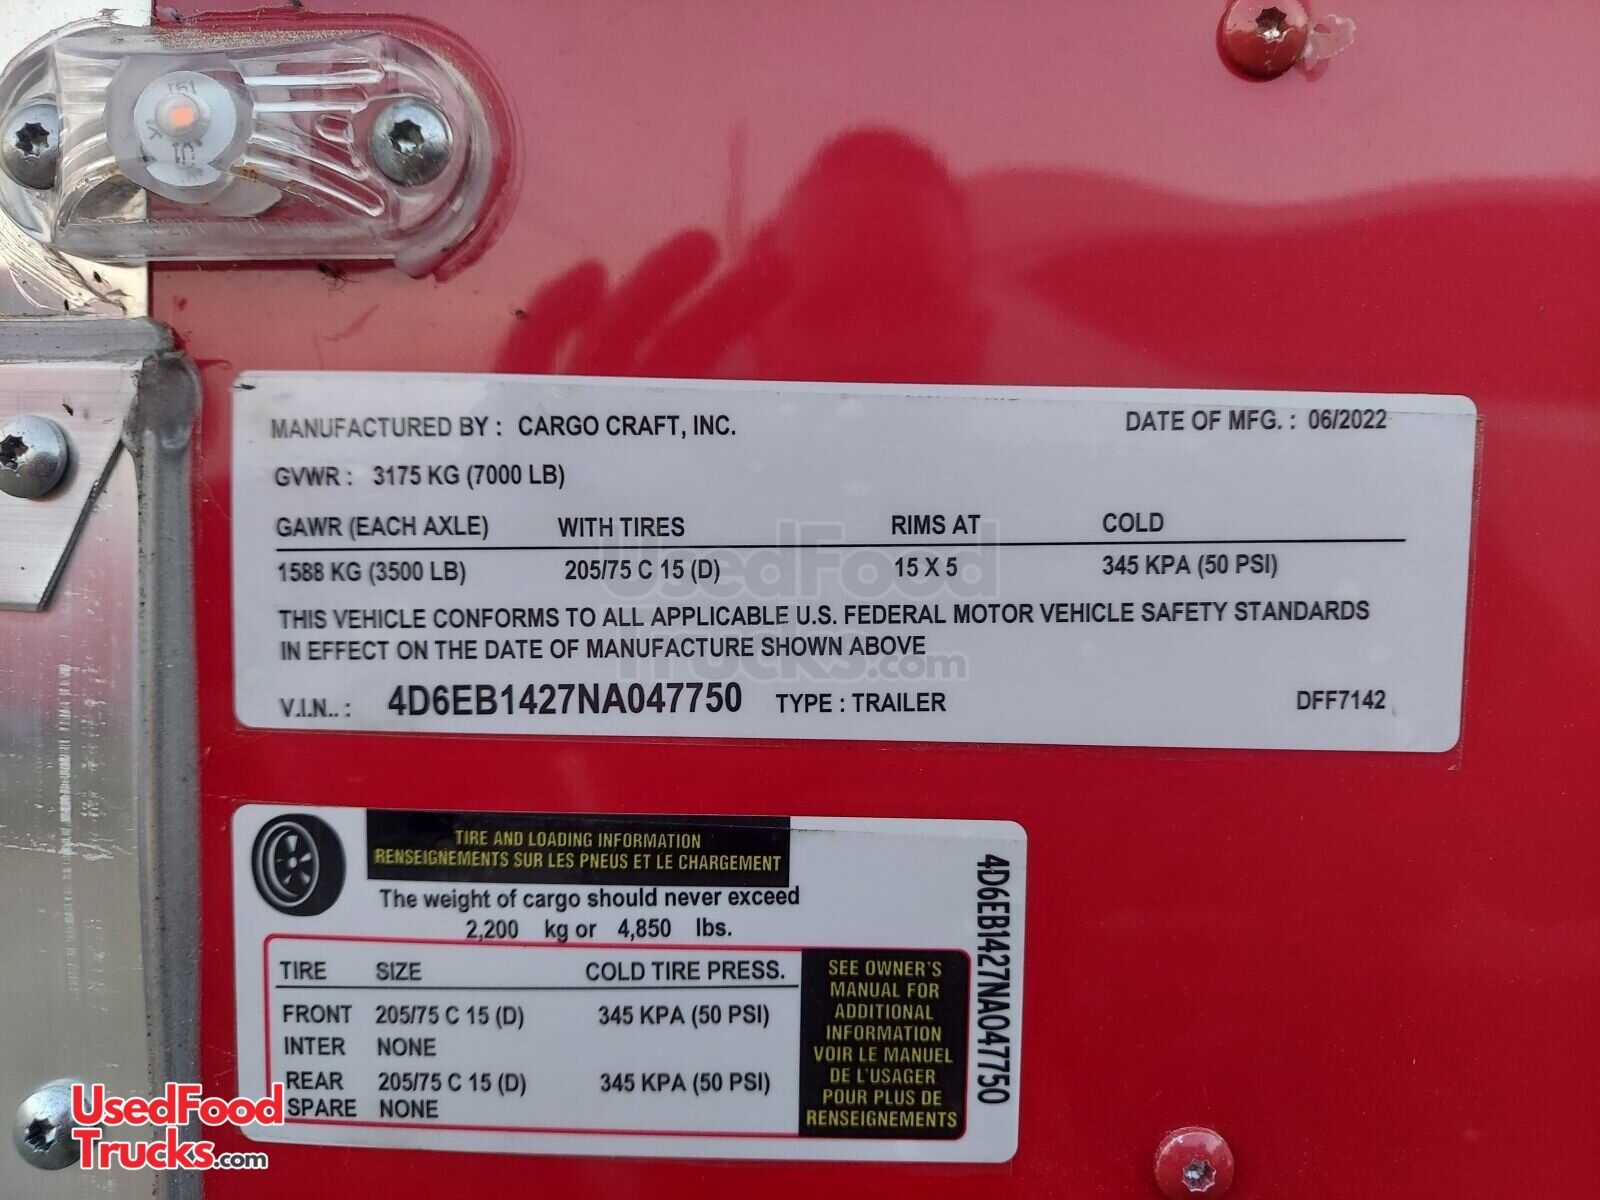 MANUFACTURED BY : CARGO CRAFT, INC. DATE OF MFG. : 06/2022
GVWR : 3175 KG (7000 LB)
GAWR (EACH AXLE) WITH TIRES RIMS AT COLD
1588 KG (3500 LB) 205/75 C 15 (D) 15 X 5 345 KPA (50 PSI)
THIS VEHICLE CONFORMS TO ALL APPLICABLE U.S. FEDERAL MOTOR VEHICLE SAFETY STANDARDS
IN EFFECT ON THE DATE OF MANUFACTURE SHOWN ABOVE
V.I.N.. : 4D6EB1427NA047750 TYPE : TRAILER DFF7142
UsedFood
Trucks.com
TIRE AND LOADING INFORMATION
RENSEIGNEMENTS SUR LES PNEUS ET LE CHARGEMENT
The weight of cargo should never exceed
2,200 kg or 4,850 lbs.
TIRE SIZE COLD TIRE PRESS.
FRONT 205/75 C 15 (D) 345 KPA (50 PSI)
INTER NONE
REAR 205/75 C 15 (D) 345 KPA (50 PSI)
SPARE NONE
SEE OWNER'S
MANUAL FOR
ADDITIONAL
INFORMATION
VOIR LE MANUEL
DE L'USAGER
POUR PLUS DE
RENSEIGNEMENTS
4D6EB1427NA047750
UsedFood
Trucks.com